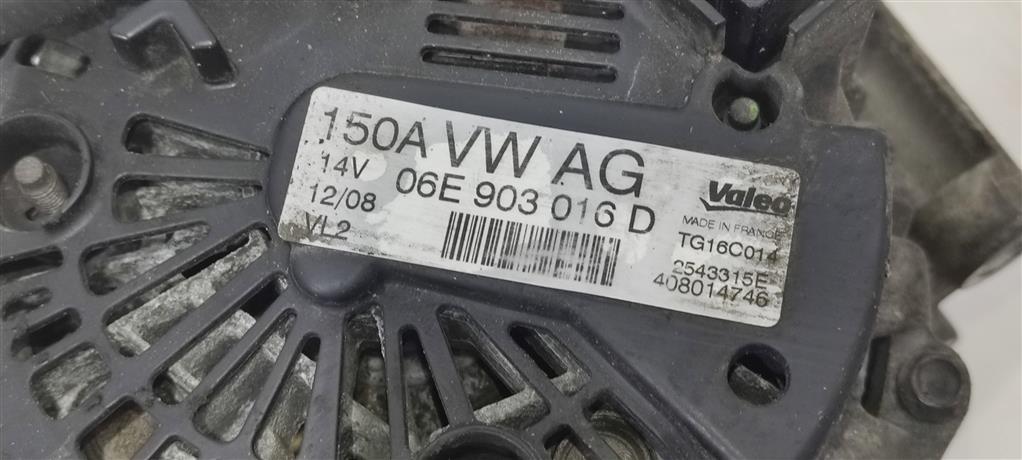 150A VW AG
14V 06E 903 016 D
12/08
VL2
Valeo
MADE IN FRANCE
TG16C014
2543315E
408014746